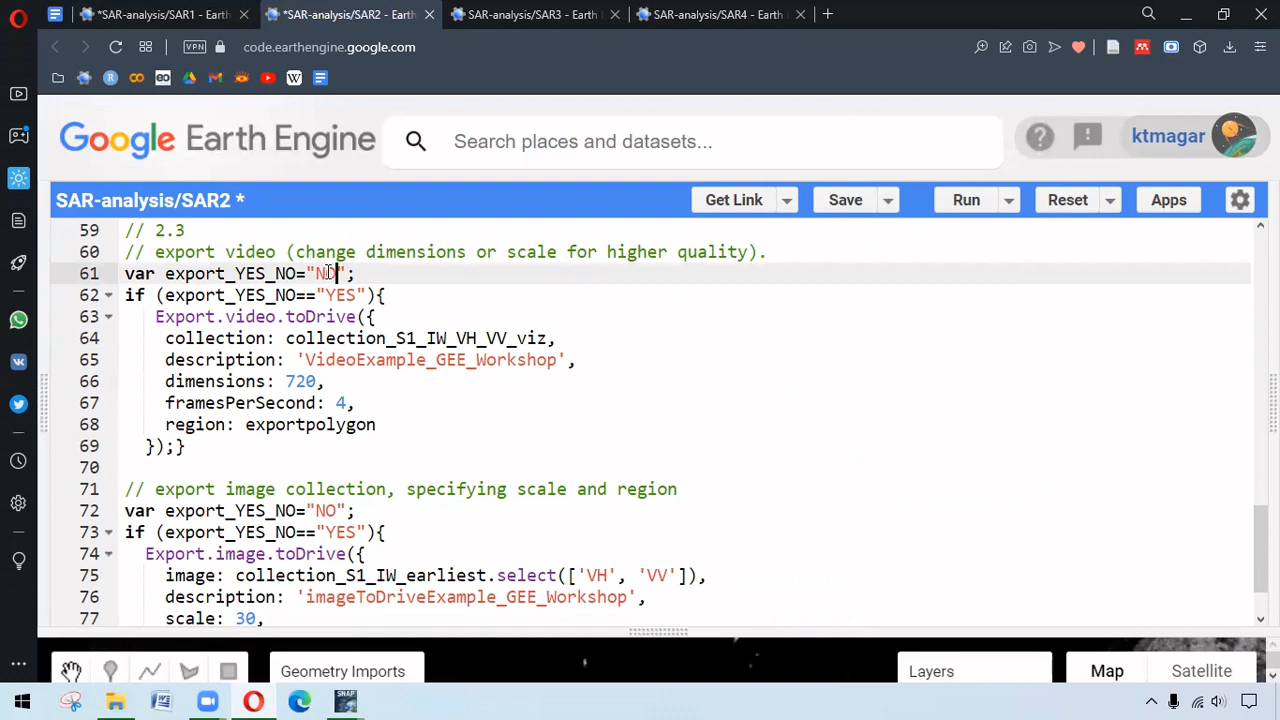 *SAR-analysis/SAR1 - Earth
*SAR-analysis/SAR2 - Earth
SAR-analysis/SAR3 - Earth E
SAR-analysis/SAR4 - Earth E
VPN
code.earthengine.google.com
Google Earth Engine
Search places and datasets...
ktmagar
SAR-analysis/SAR2 *
Get Link
Save
Run
Reset
Apps
59 // 2.3
60 // export video (change dimensions or scale for higher quality).
61 var export_YES_NO="NO";
62 if (export_YES_NO=="YES"){
63 Export.video.toDrive({
64 collection: collection_S1_IW_VH_VV_viz,
65 description: 'VideoExample_GEE_Workshop',
66 dimensions: 720,
67 framesPerSecond: 4,
68 region: exportpolygon
69 });}
70
71 // export image collection, specifying scale and region
72 var export_YES_NO="NO";
73 if (export_YES_NO=="YES"){
74 Export.image.toDrive({
75 image: collection_S1_IW_earliest.select(['VH', 'VV']),
76 description: 'imageToDriveExample_GEE_Workshop',
77 scale: 30,
Geometry Imports
Layers
Map
Satellite